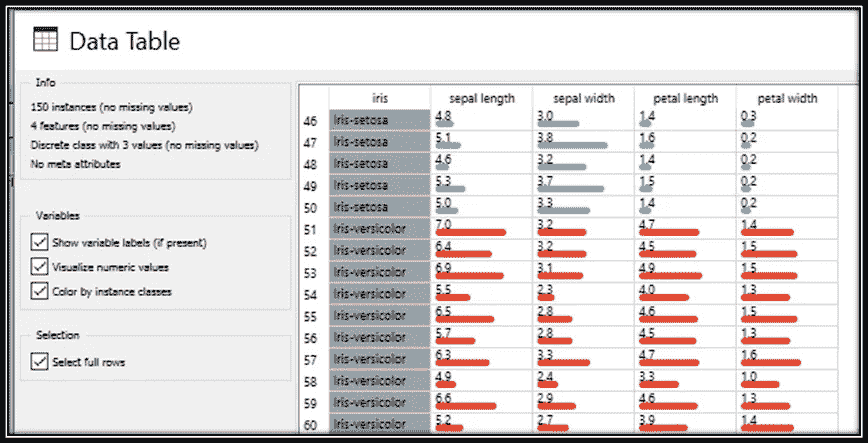 Data Table
Info
150 instances (no missing values)
4 features (no missing values)
Discrete class with 3 values (no missing values)
No meta attributes
Variables
Show variable labels (if present)
Visualize numeric values
Color by instance classes
Selection
Select full rows
iris sepal length sepal width petal length petal width
46 Iris-setosa 4.8 3.0 1.4 0.3
47 Iris-setosa 5.1 3.8 1.6 0.2
48 Iris-setosa 4.6 3.2 1.4 0.2
49 Iris-setosa 5.3 3.7 1.5 0.2
50 Iris-setosa 5.0 3.3 1.4 0.2
51 Iris-versicolor 7.0 3.2 4.7 1.4
52 Iris-versicolor 6.4 3.2 4.5 1.5
53 Iris-versicolor 6.9 3.1 4.9 1.5
54 Iris-versicolor 5.5 2.3 4.0 1.3
55 Iris-versicolor 6.5 2.8 4.6 1.5
56 Iris-versicolor 5.7 2.8 4.5 1.3
57 Iris-versicolor 6.3 3.3 4.7 1.6
58 Iris-versicolor 4.9 2.4 3.3 1.0
59 Iris-versicolor 6.6 2.9 4.6 1.3
60 Iris-versicolor 5.2 2.7 3.9 1.4